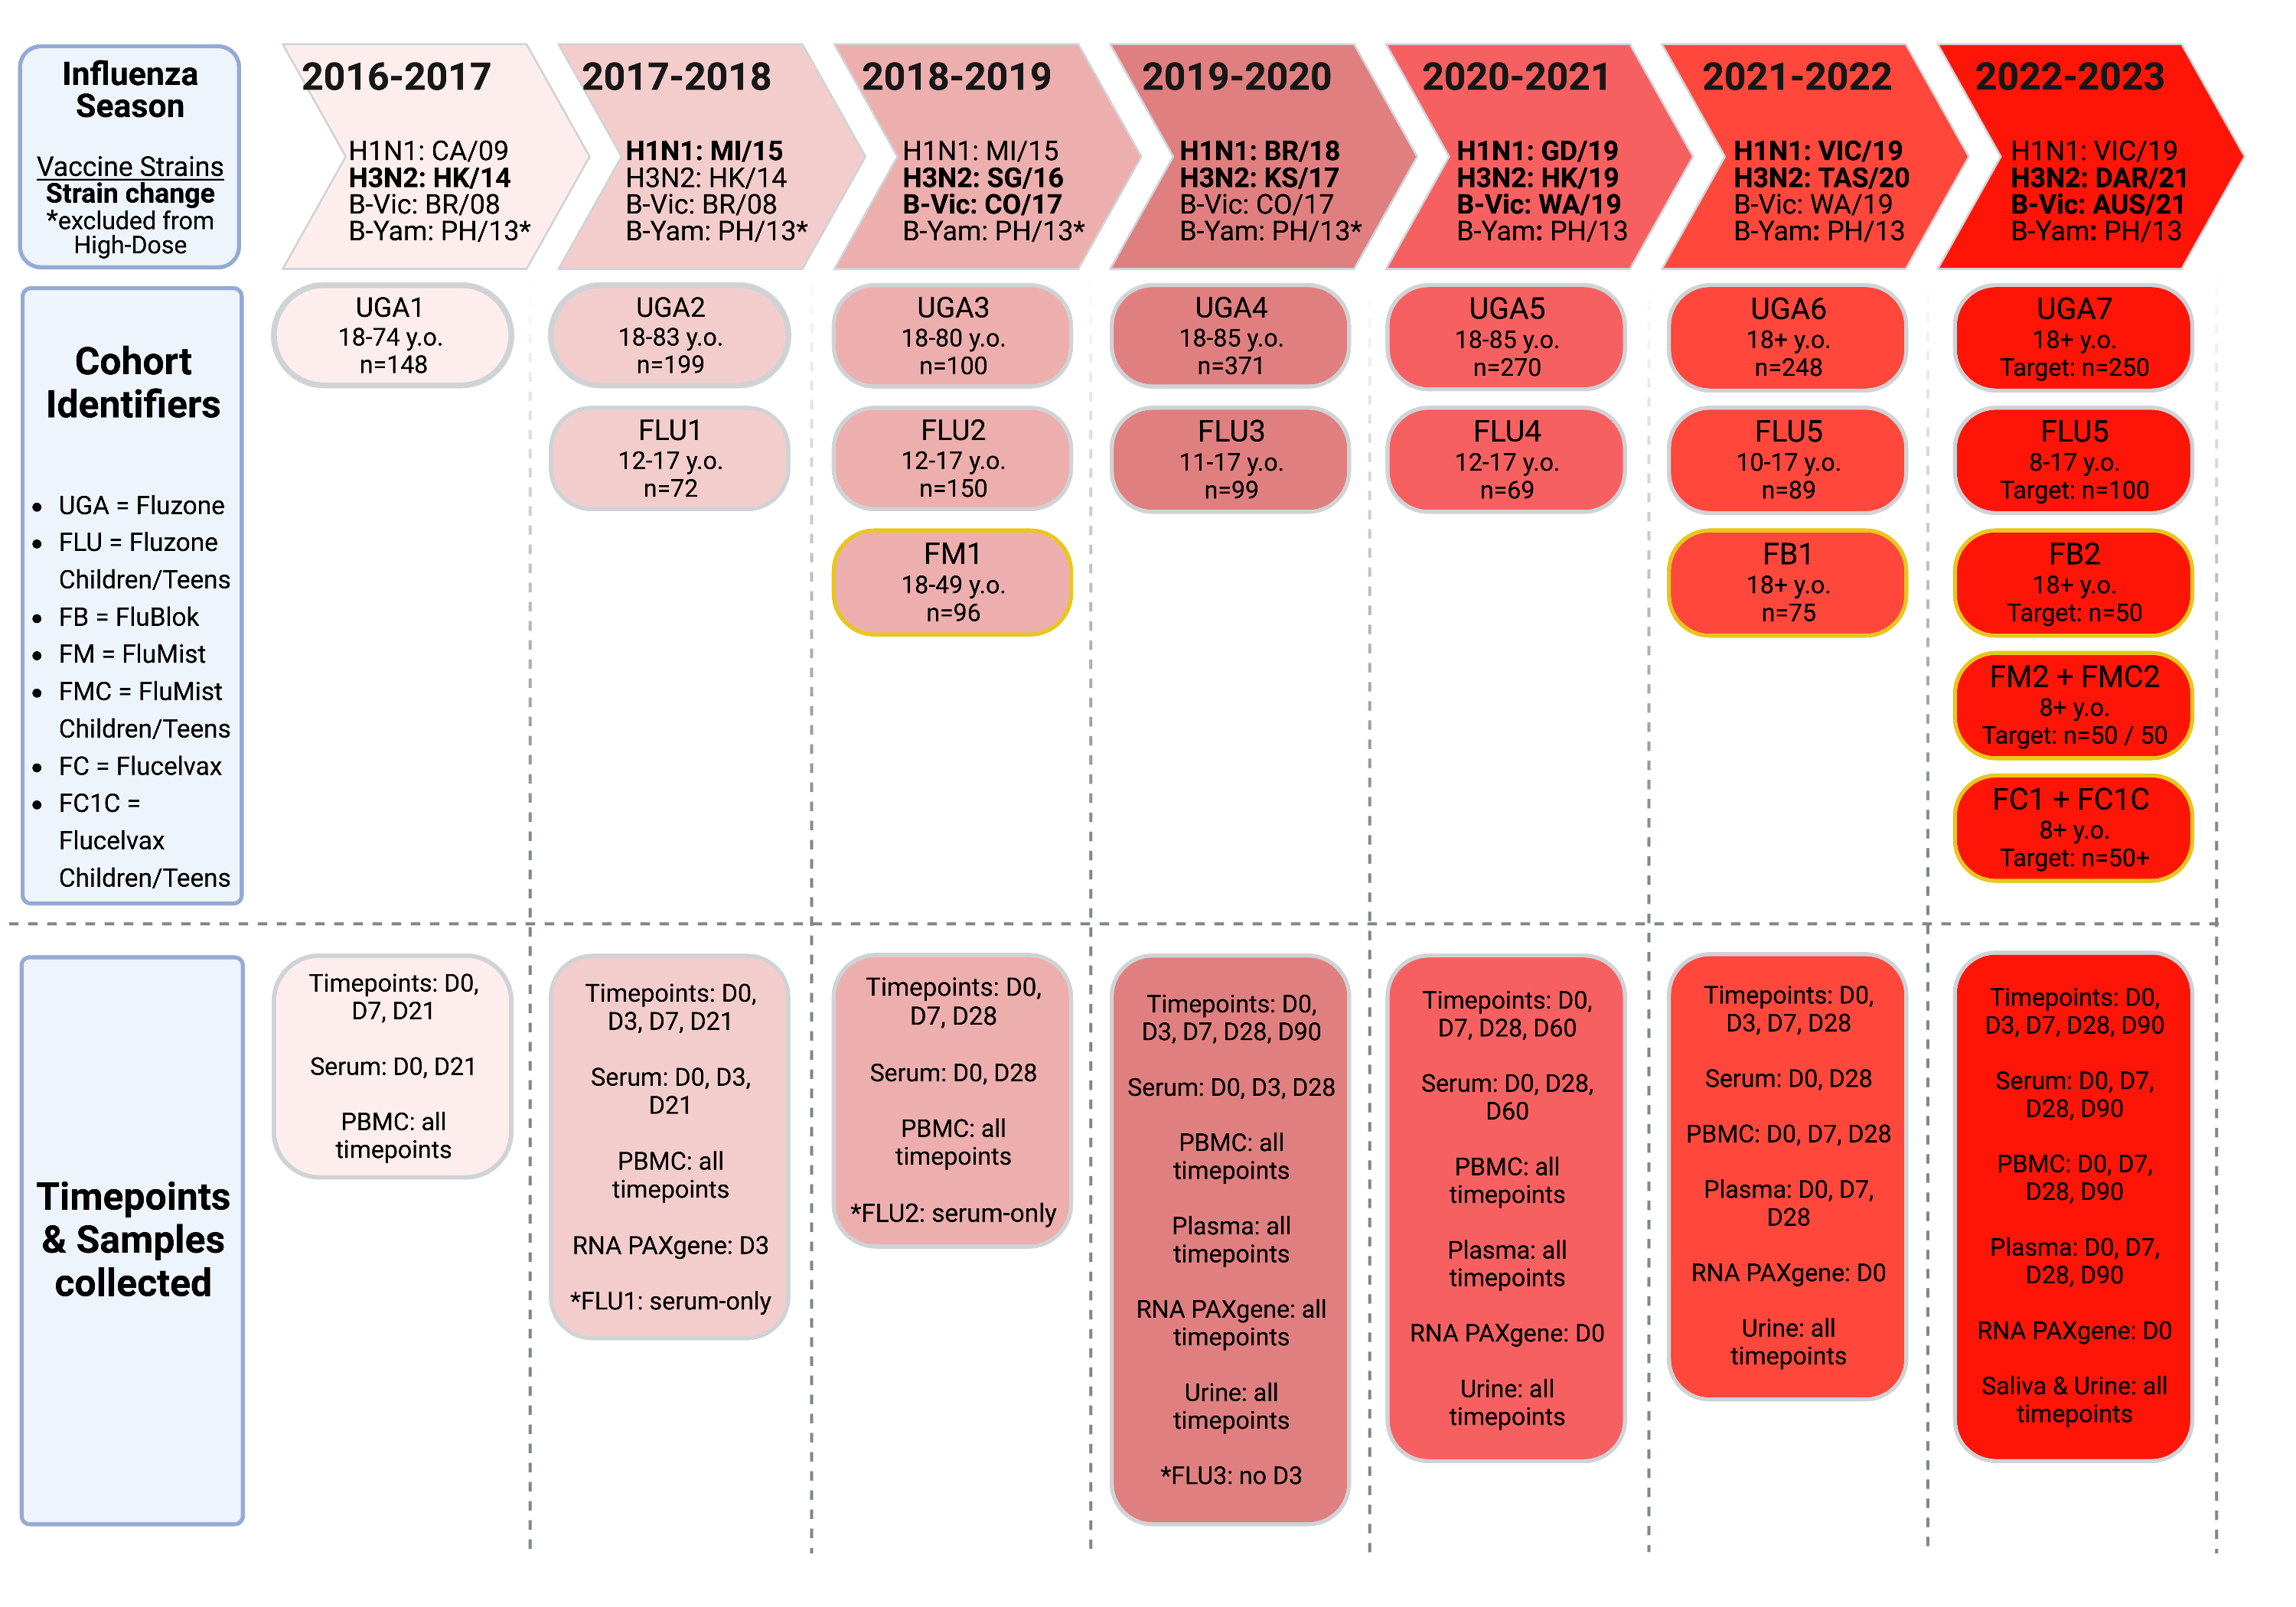 Influenza
Season
Vaccine Strains
Strain change
*excluded from
High-Dose
2016-2017
H1N1: CA/09
H3N2: HK/14
B-Vic: BR/08
B-Yam: PH/13*
2017-2018
H1N1: MI/15
H3N2: HK/14
B-Vic: BR/08
B-Yam: PH/13*
2018-2019
H1N1: MI/15
H3N2: SG/16
B-Vic: CO/17
B-Yam: PH/13*
2019-2020
H1N1: BR/18
H3N2: KS/17
B-Vic: CO/17
B-Yam: PH/13*
2020-2021
H1N1: GD/19
H3N2: HK/19
B-Vic: WA/19
B-Yam: PH/13
2021-2022
H1N1: VIC/19
H3N2: TAS/20
B-Vic: WA/19
B-Yam: PH/13
2022-2023
H1N1: VIC/19
H3N2: DAR/21
B-Vic: AUS/21
B-Yam: PH/13
Cohort
Identifiers
• UGA = Fluzone
• FLU = Fluzone
Children/Teens
• FB = FluBlok
• FM = FluMist
• FMC = FluMist
Children/Teens
• FC = Flucelvax
• FC1C =
Flucelvax
Children/Teens
UGA1
18-74 y.o.
n=148
UGA2
18-83 y.o.
n=199
UGA3
18-80 y.o.
n=100
UGA4
18-85 y.o.
n=371
UGA5
18-85 y.o.
n=270
UGA6
18+ y.o.
n=248
UGA7
18+ y.o.
Target: n=250
FLU1
12-17 y.o.
n=72
FLU2
12-17 y.o.
n=150
FLU3
11-17 y.o.
n=99
FLU4
12-17 y.o.
n=69
FLU5
10-17 y.o.
n=89
FLU5
8-17 y.o.
Target: n=100
FM1
18-49 y.o.
n=96
FB1
18+ y.o.
n=75
FB2
18+ y.o.
Target: n=50
FM2 + FMC2
8+ y.o.
Target: n=50 / 50
FC1 + FC1C
8+ y.o.
Target: n=50+
Timepoints
& Samples
collected
Timepoints: D0,
D7, D21
Serum: D0, D21
PBMC: all
timepoints
Timepoints: D0,
D3, D7, D21
Serum: D0, D3,
D21
PBMC: all
timepoints
RNA PAXgene: D3
*FLU1: serum-only
Timepoints: D0,
D7, D28
Serum: D0, D28
PBMC: all
timepoints
*FLU2: serum-only
Timepoints: D0,
D3, D7, D28, D90
Serum: D0, D3, D28
PBMC: all
timepoints
Plasma: all
timepoints
RNA PAXgene: all
timepoints
Urine: all
timepoints
*FLU3: no D3
Timepoints: D0,
D7, D28, D60
Serum: D0, D28,
D60
PBMC: all
timepoints
Plasma: all
timepoints
RNA PAXgene: D0
Urine: all
timepoints
Timepoints: D0,
D3, D7, D28
Serum: D0, D28
PBMC: D0, D7, D28
Plasma: D0, D7,
D28
RNA PAXgene: D0
Urine: all
timepoints
Timepoints: D0,
D3, D7, D28, D90
Serum: D0, D7,
D28, D90
PBMC: D0, D7,
D28, D90
Plasma: D0, D7,
D28, D90
RNA PAXgene: D0
Saliva & Urine: all
timepoints